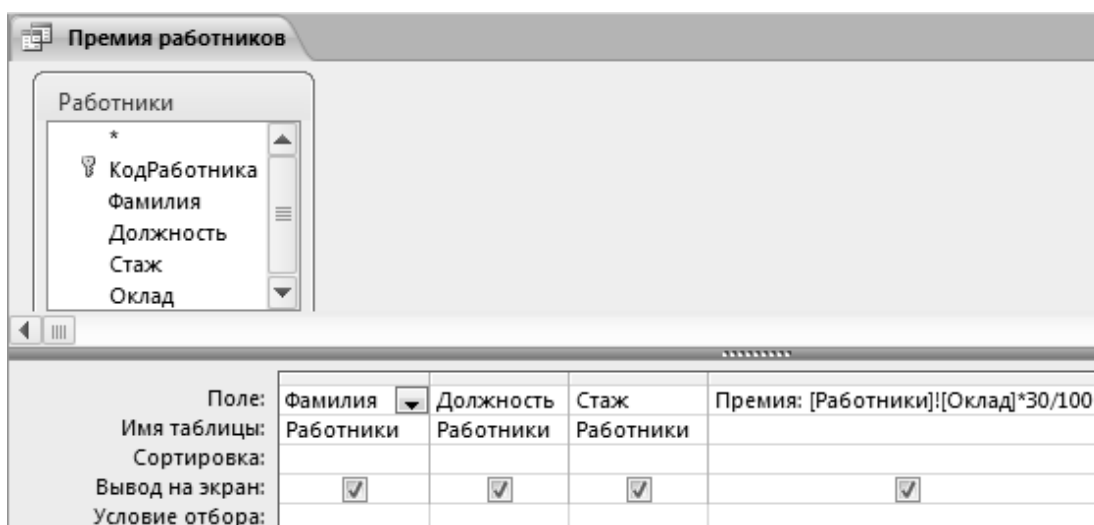 Премия работников
Работники
*
КодРаботника
Фамилия
Должность
Стаж
Оклад
Поле: Фамилия Должность Стаж Премия: [Работники]![Оклад]*30/100
Имя таблицы: Работники Работники Работники
Сортировка:
Вывод на экран:
Условие отбора: